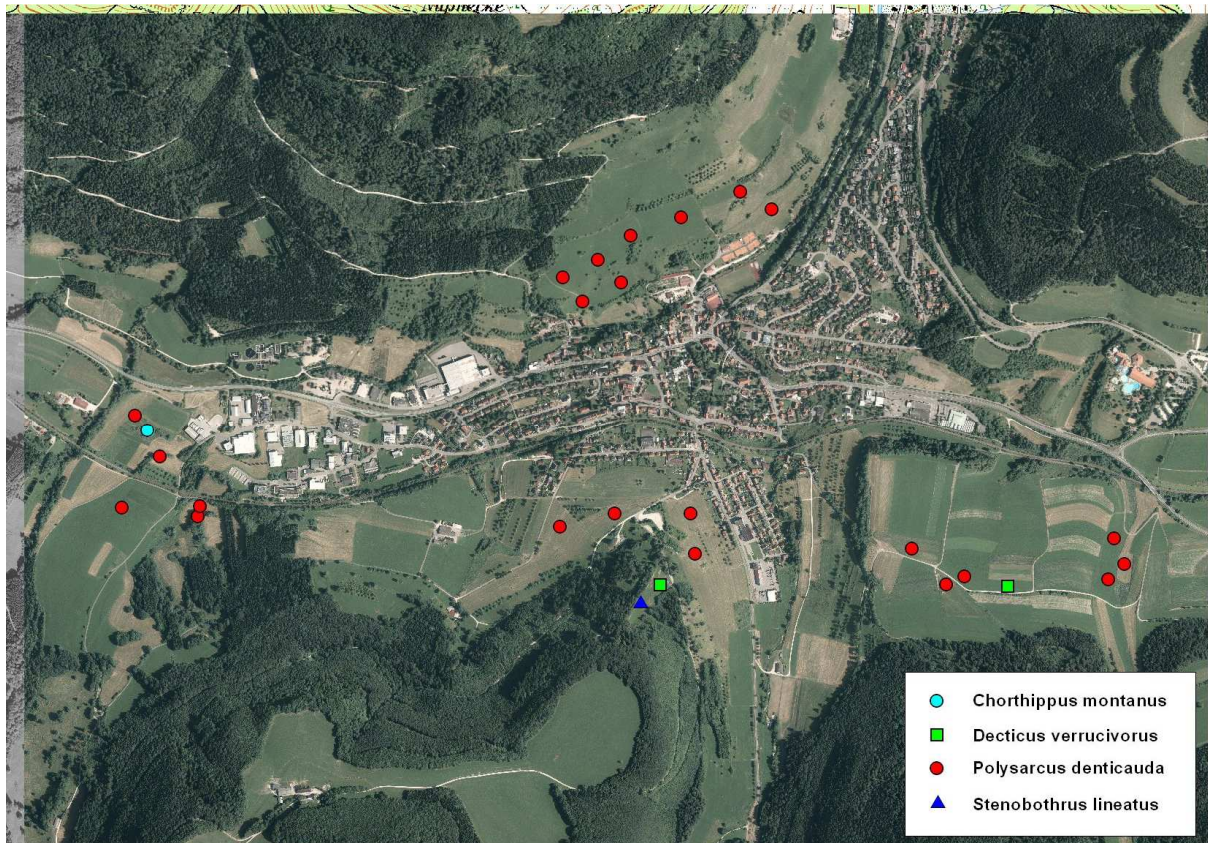 Chorthippus montanus
Decticus verrucivorus
Polysarcus denticauda
Stenobothrus lineatus